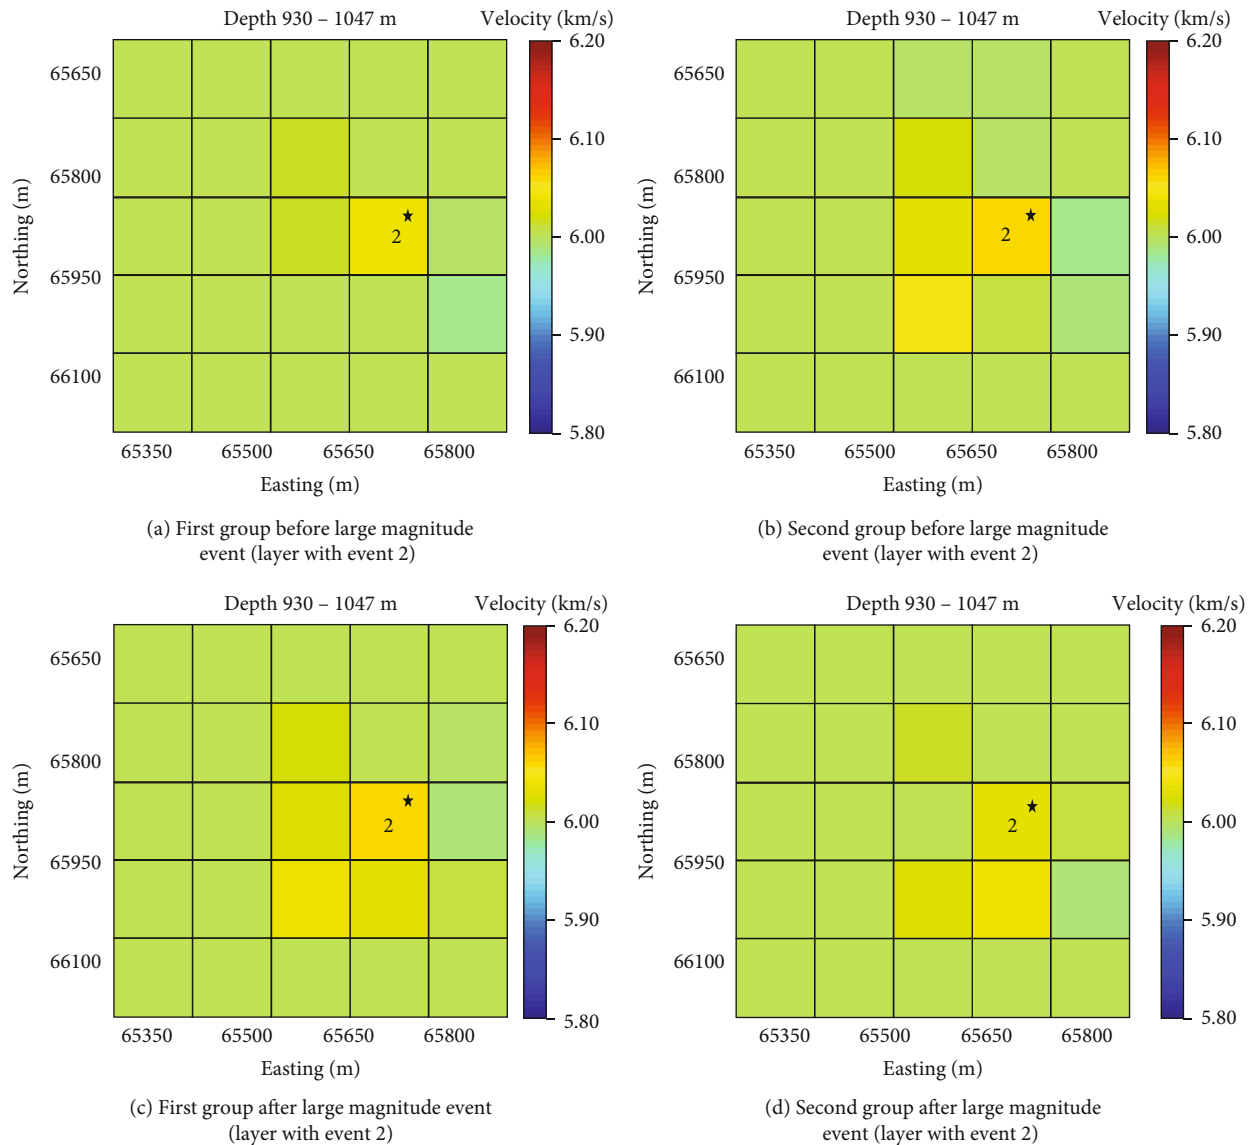 Depth 930 – 1047 m
Velocity (km/s)
6.20
6.10
6.00
5.90
5.80
Northing (m)
65650
65800
65950
66100
2
65350
65500
65650
65800
Easting (m)
(a) First group before large magnitude
event (layer with event 2)
Depth 930 – 1047 m
Velocity (km/s)
6.20
6.10
6.00
5.90
5.80
Northing (m)
65650
65800
65950
66100
2
65350
65500
65650
65800
Easting (m)
(b) Second group before large magnitude
event (layer with event 2)
Depth 930 – 1047 m
Velocity (km/s)
6.20
6.10
6.00
5.90
5.80
Northing (m)
65650
65800
65950
66100
2
65350
65500
65650
65800
Easting (m)
(c) First group after large magnitude event
(layer with event 2)
Depth 930 – 1047 m
Velocity (km/s)
6.20
6.10
6.00
5.90
5.80
Northing (m)
65650
65800
65950
66100
2
65350
65500
65650
65800
Easting (m)
(d) Second group after large magnitude
event (layer with event 2)